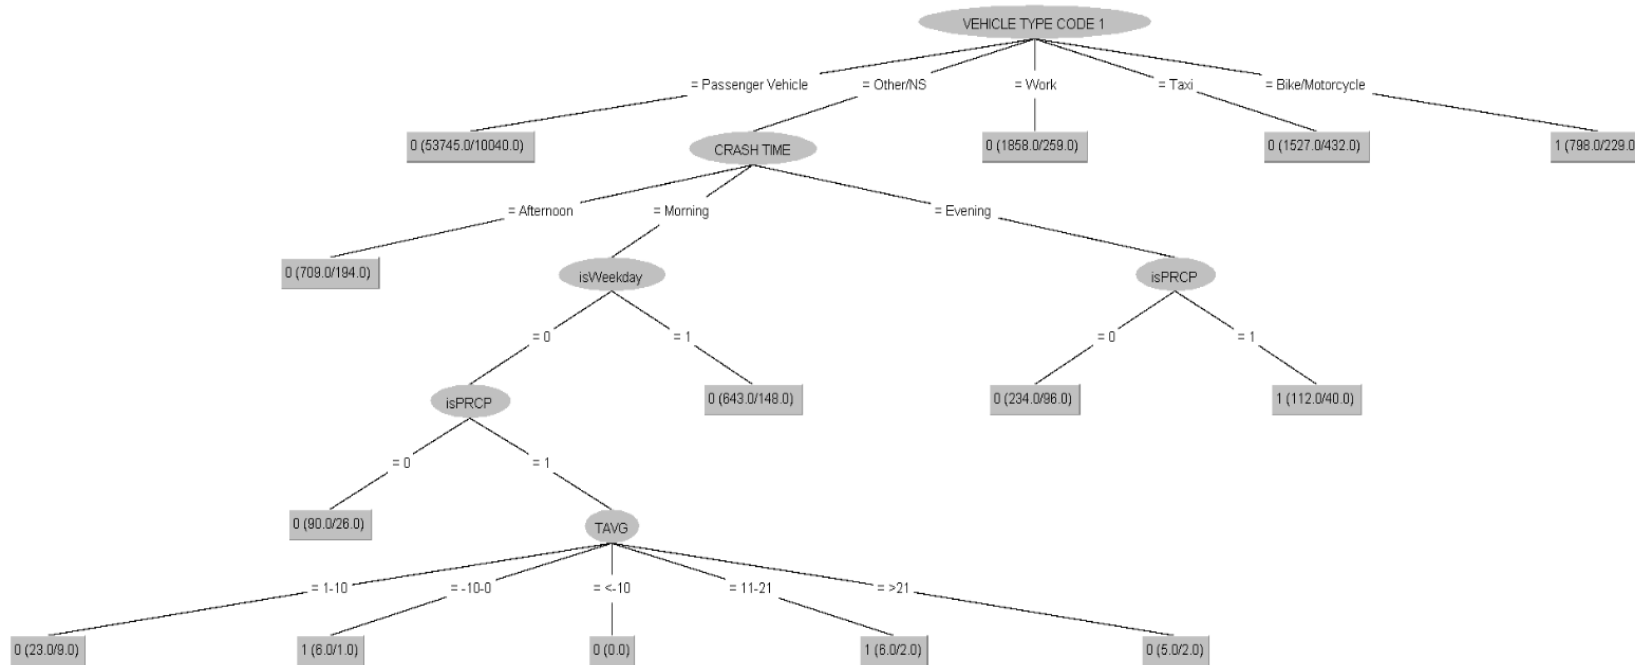 VEHICLE TYPE CODE 1
= Passenger Vehicle
= Other/NS
= Work
= Taxi
= Bike/Motorcycle
0 (53745.0/10040.0)
CRASH TIME
0 (1858.0/259.0)
0 (1527.0/432.0)
1 (798.0/229.0
= Afternoon
= Morning
= Evening
0 (709.0/194.0)
isWeekday
isPRCP
= 0
= 1
= 0
= 1
isPRCP
0 (643.0/148.0)
0 (234.0/96.0)
1 (112.0/40.0)
= 0
= 1
0 (90.0/26.0)
TAVG
= 1-10
= -10-0
= <-10
= 11-21
= >21
0 (23.0/9.0)
1 (6.0/1.0)
0 (0.0)
1 (6.0/2.0)
0 (5.0/2.0)